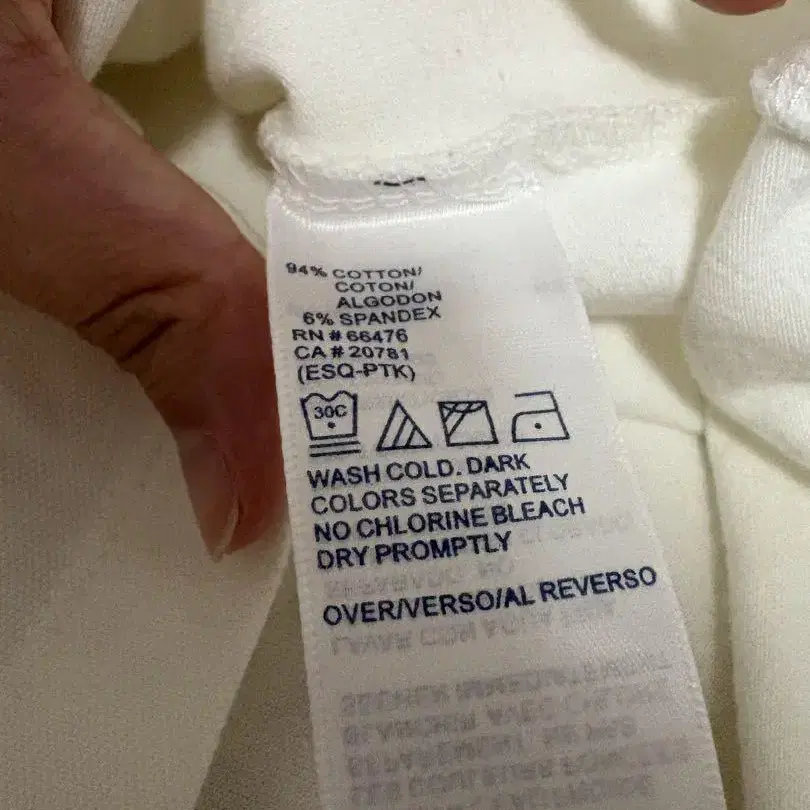 94% COTTON/
COTON/
ALGODON
6% SPANDEX
RN # 66476
CA # 20781
(ESQ-PTK)
30C
WASH COLD. DARK
COLORS SEPARATELY
NO CHLORINE BLEACH
DRY PROMPTLY
OVER/VERSO/AL REVERSO